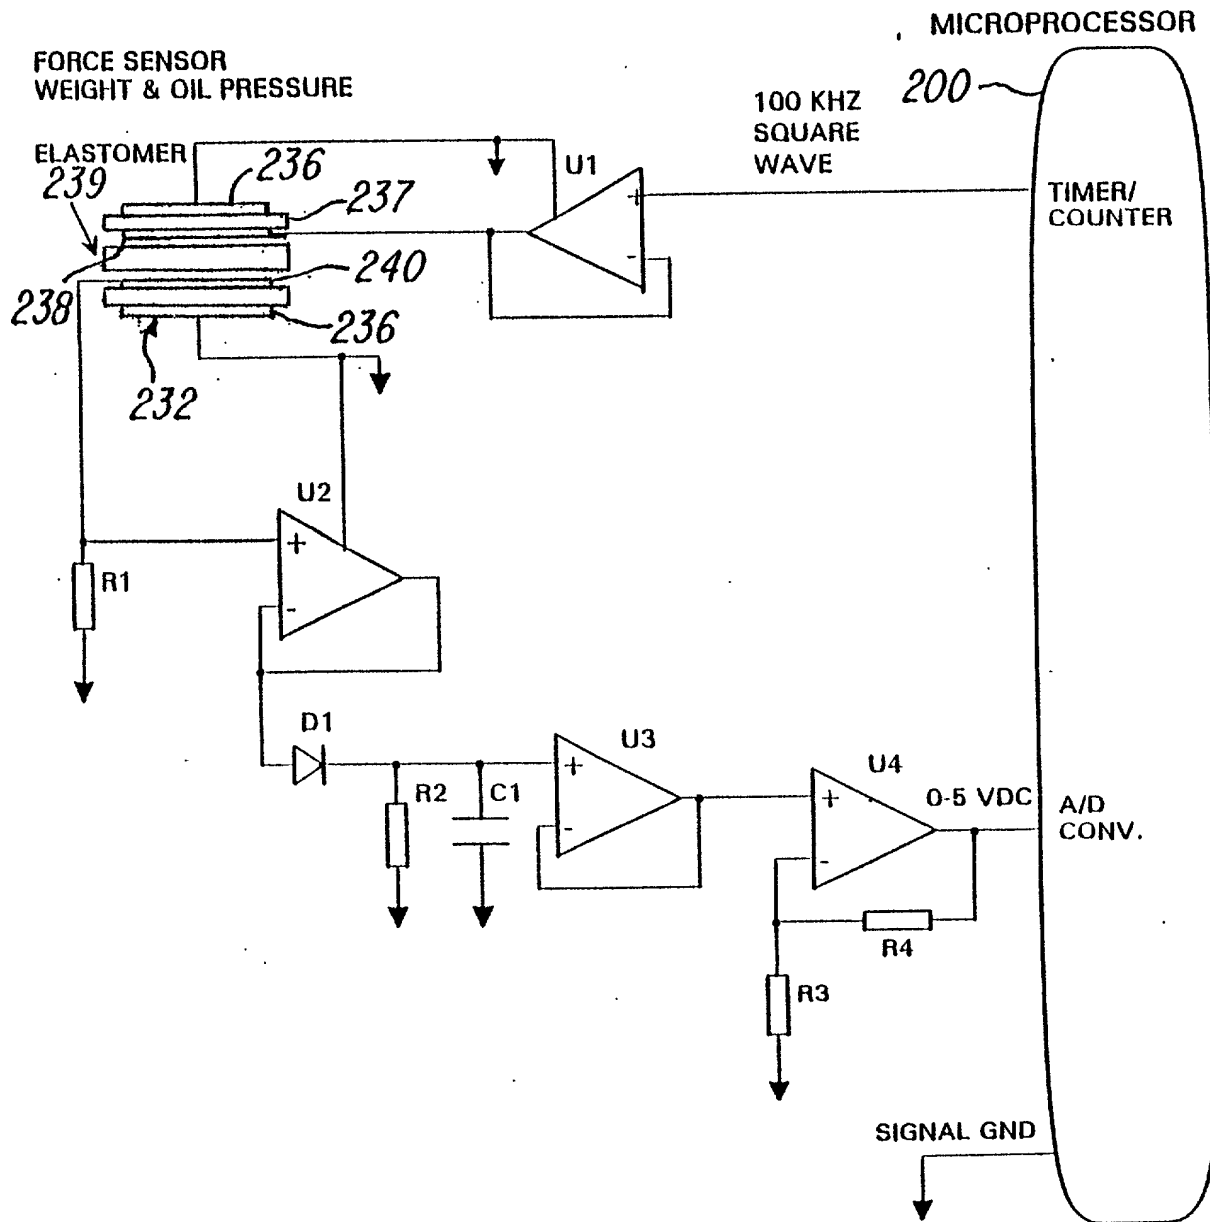 MICROPROCESSOR
FORCE SENSOR
WEIGHT & OIL PRESSURE
200
100 KHZ
SQUARE
WAVE
ELASTOMER
239
236
237
U1
+
-
TIMER/
COUNTER
238
240
236
232
U2
+
-
R1
D1
R2
C1
U3
+
-
U4
+
-
0-5 VDC
A/D
CONV.
R4
R3
SIGNAL GND